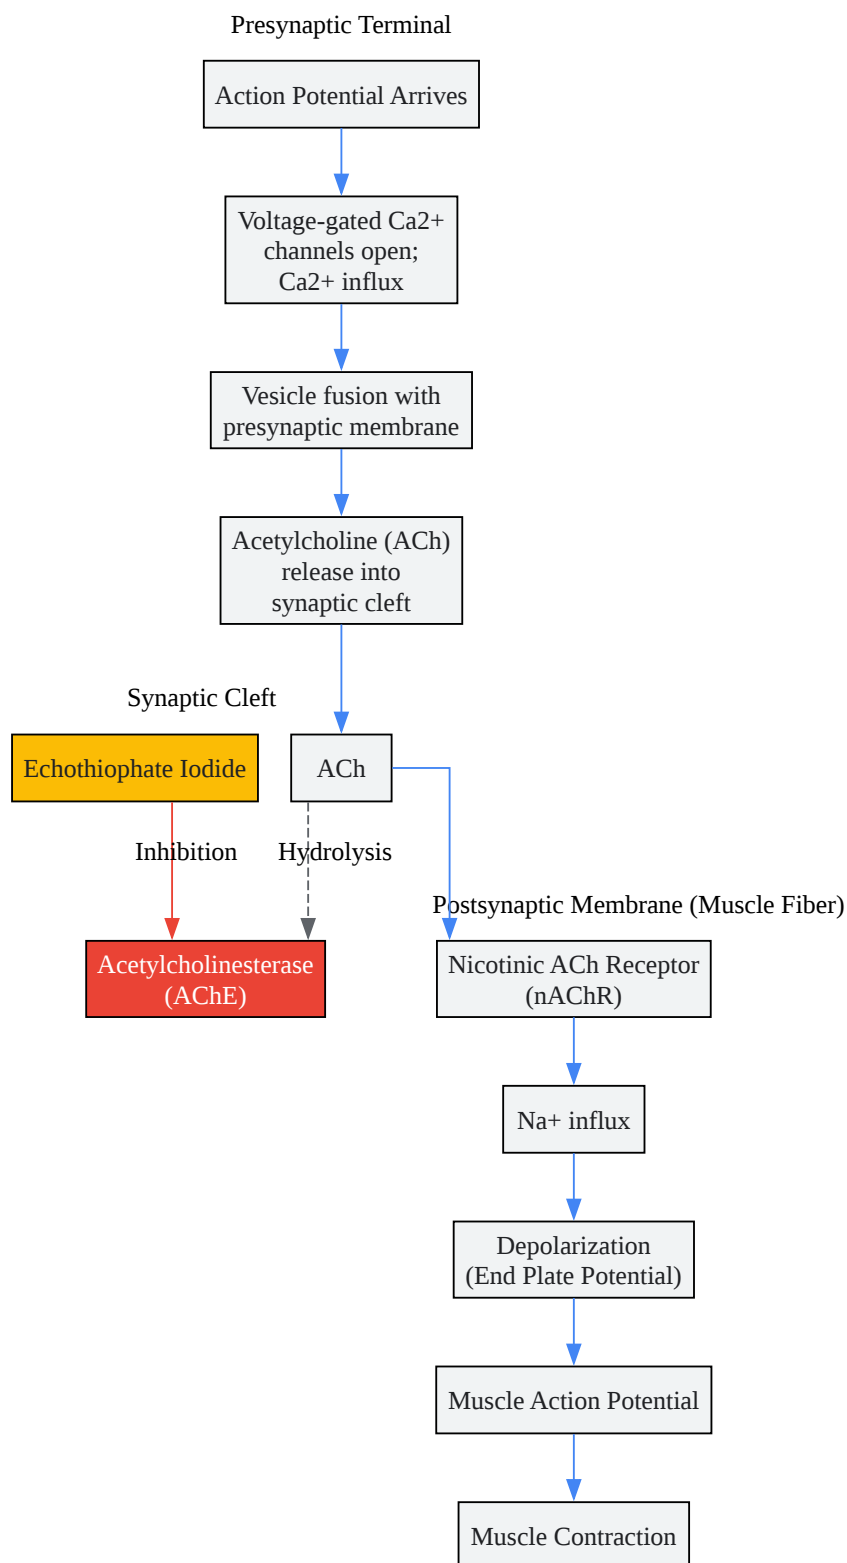 Presynaptic Terminal
Action Potential Arrives
Voltage-gated Ca2+
channels open;
Ca2+ influx
Vesicle fusion with
presynaptic membrane
Acetylcholine (ACh)
release into
synaptic cleft
Synaptic Cleft
Echothiophate Iodide
ACh
Inhibition
Hydrolysis
Postsynaptic Membrane (Muscle Fiber)
Acetylcholinesterase
(AChE)
Nicotinic ACh Receptor
(nAChR)
Na+ influx
Depolarization
(End Plate Potential)
Muscle Action Potential
Muscle Contraction